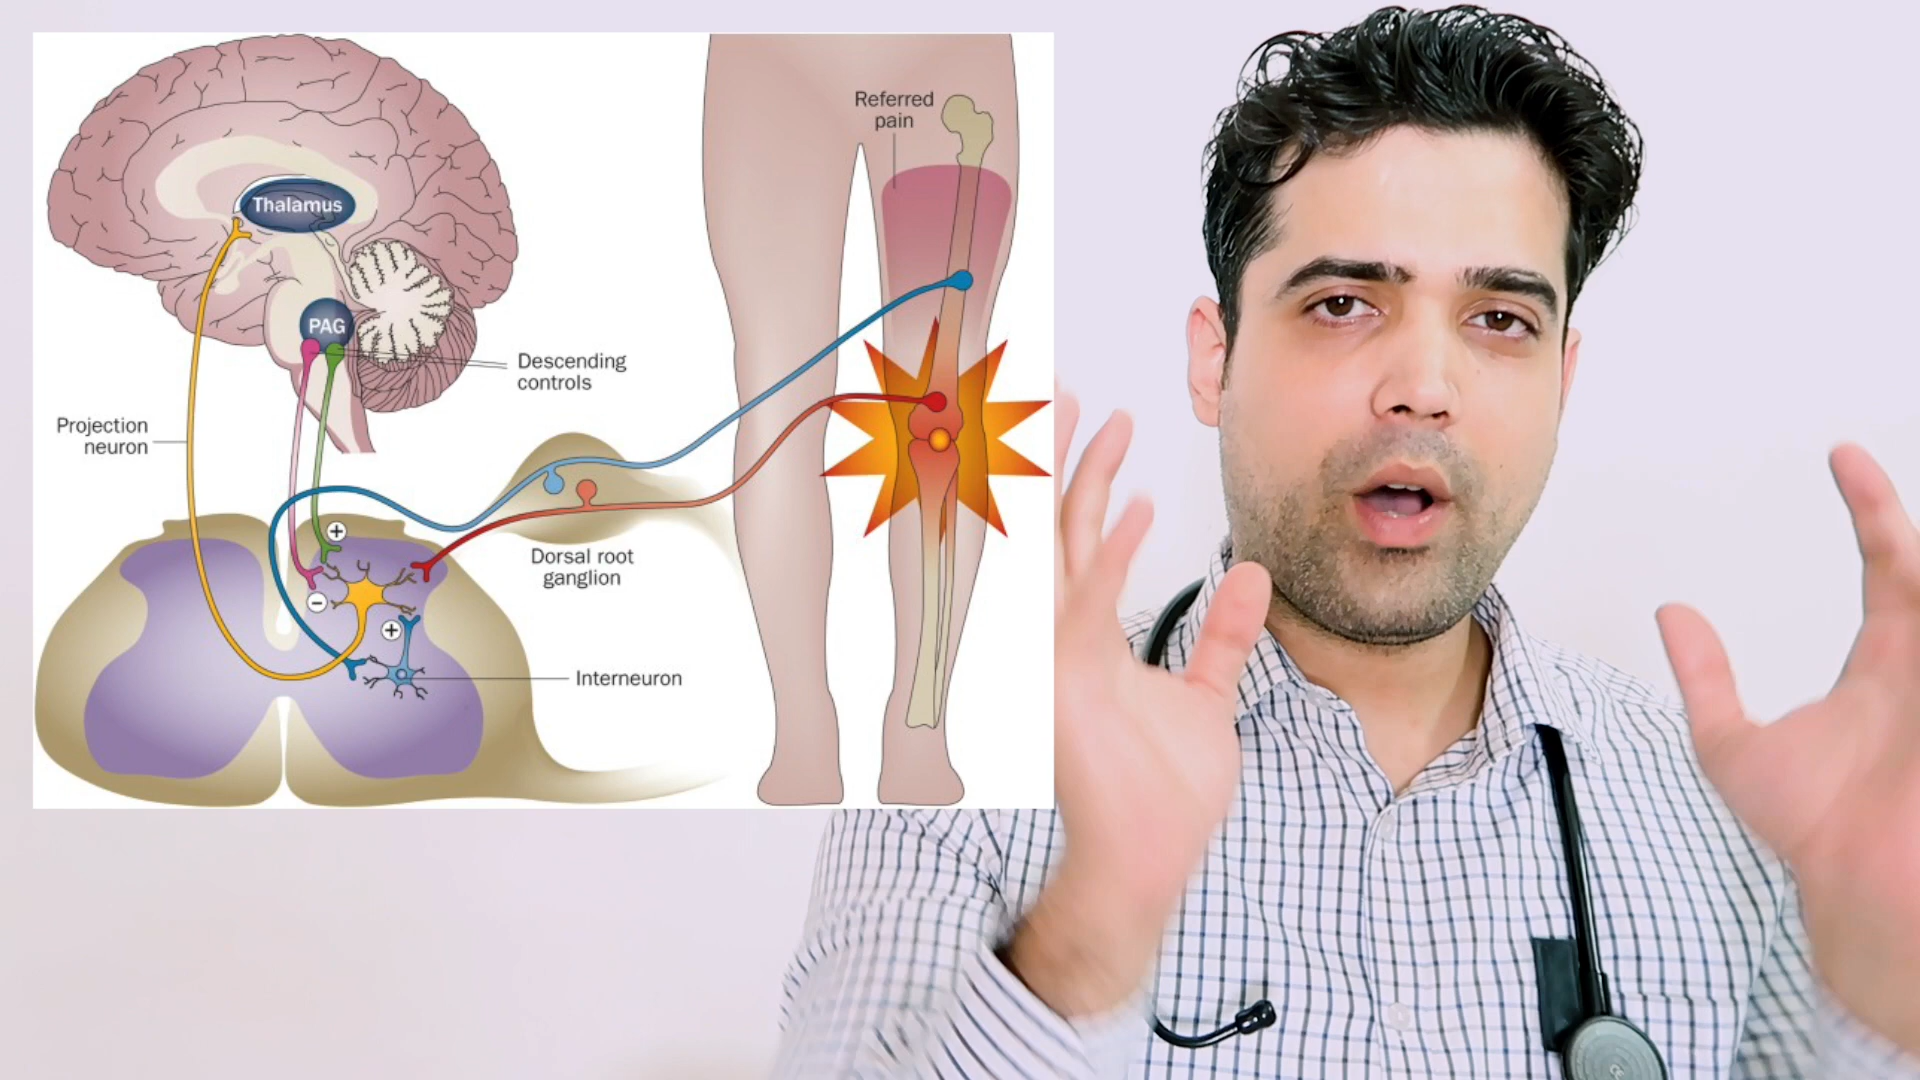 Referred
pain
Thalamus
PAG
Descending
controls
Projection
neuron
+
−
+
Dorsal root
ganglion
Interneuron